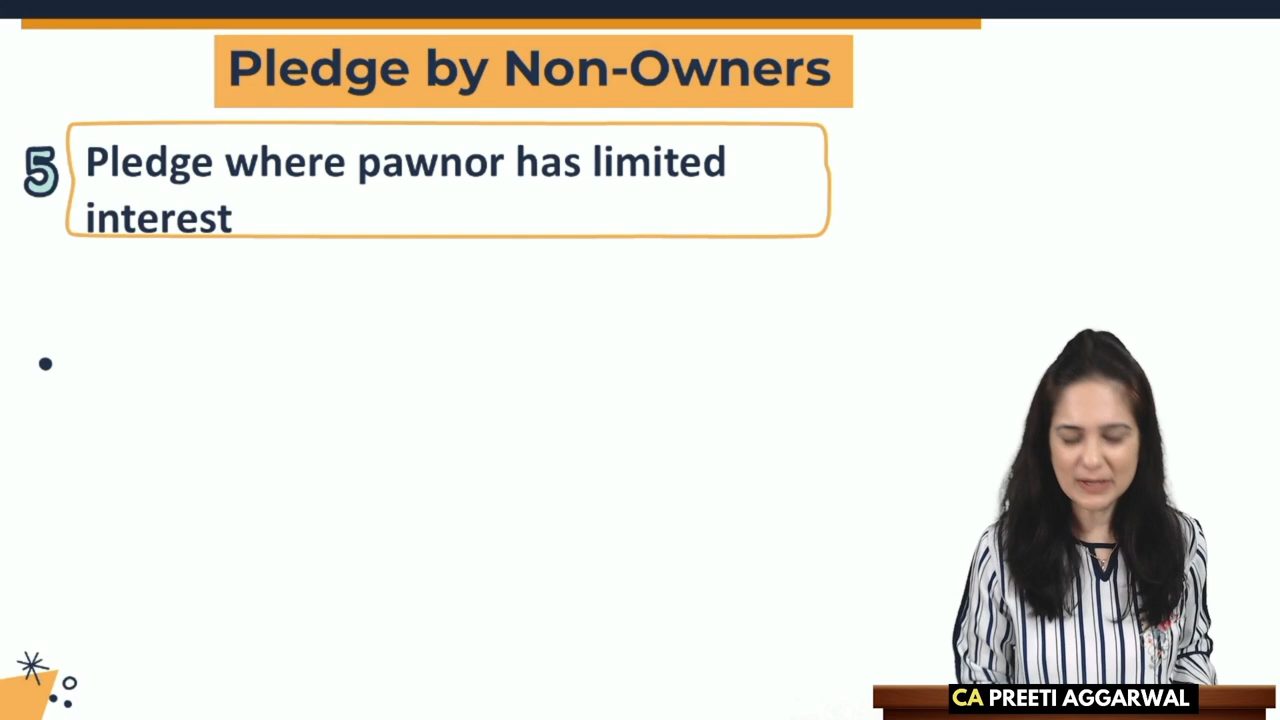 Pledge by Non-Owners
5
Pledge where pawnor has limited
interest
CA PREETI AGGARWAL